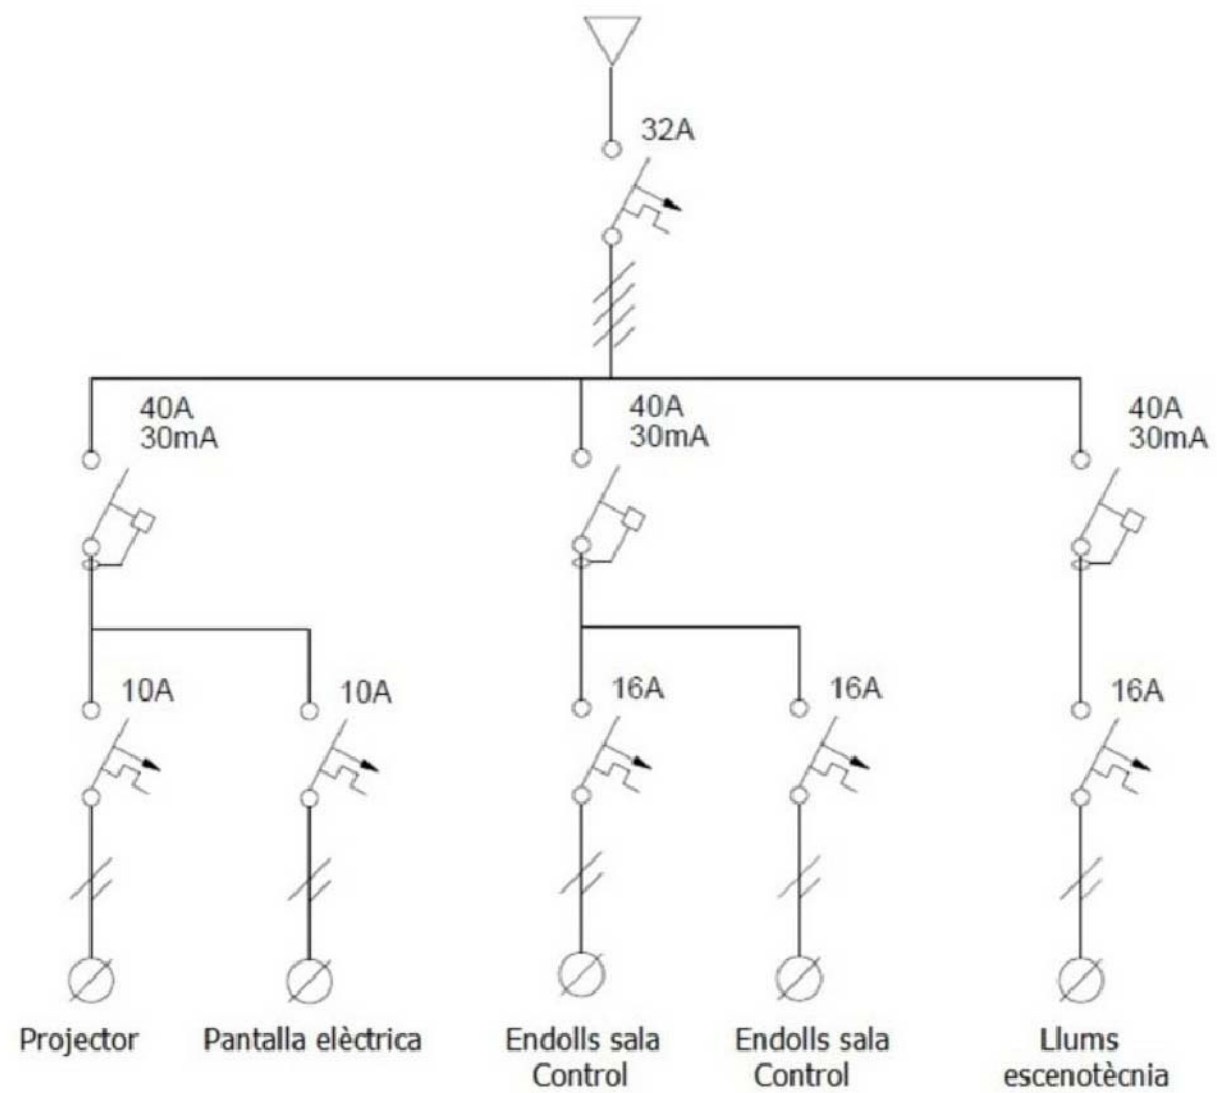 32A
40A
30mA
40A
30mA
40A
30mA
10A
10A
16A
16A
16A
Projector
Pantalla elèctrica
Endolls sala
Control
Endolls sala
Control
Llums
escenotècnia